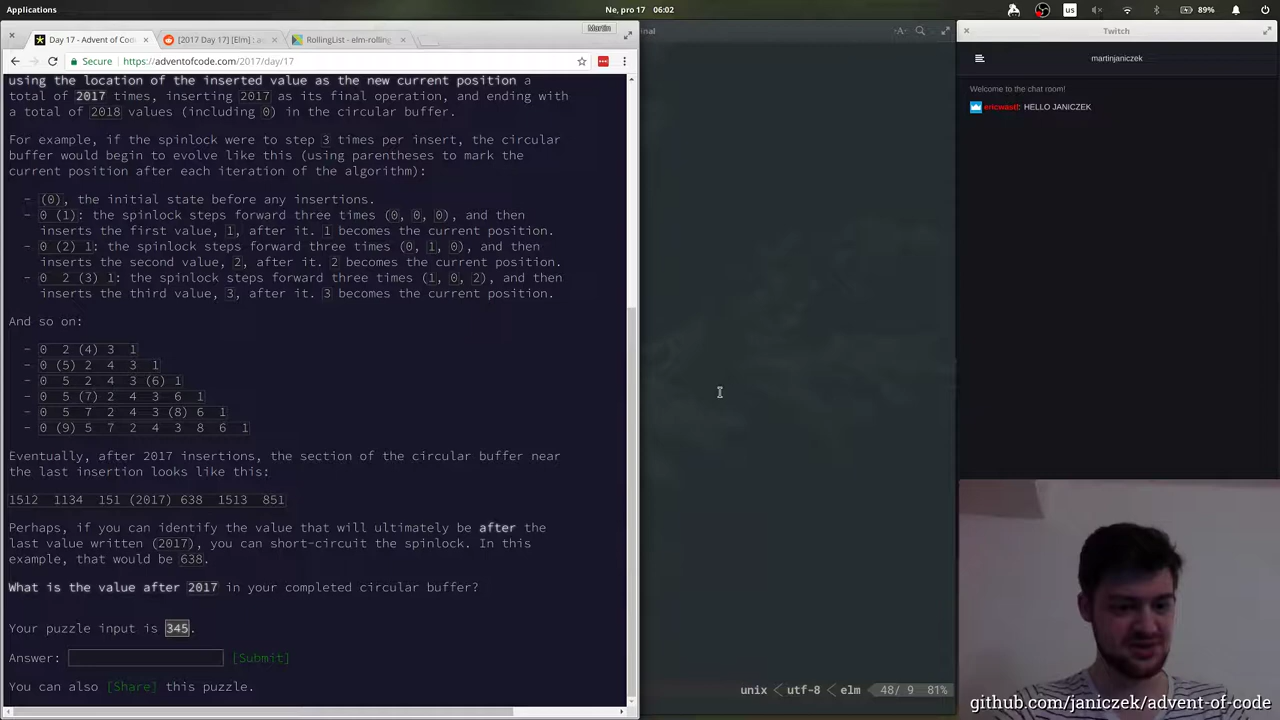 Applications
Ne, pro 17 06:02
us
89%
Day 17 - Advent of Cod
[2017 Day 17] [Elm] :
RollingList - elm-rolling
Martin
Secure https://adventofcode.com/2017/day/17
using the location of the inserted value as the new current position a
total of 2017 times, inserting 2017 as its final operation, and ending with
a total of 2018 values (including 0) in the circular buffer.
For example, if the spinlock were to step 3 times per insert, the circular
buffer would begin to evolve like this (using parentheses to mark the
current position after each iteration of the algorithm):
- (0), the initial state before any insertions.
- 0 (1): the spinlock steps forward three times (0, 0, 0), and then
inserts the first value, 1, after it. 1 becomes the current position.
- 0 (2) 1: the spinlock steps forward three times (0, 1, 0), and then
inserts the second value, 2, after it. 2 becomes the current position.
- 0 2 (3) 1: the spinlock steps forward three times (1, 0, 2), and then
inserts the third value, 3, after it. 3 becomes the current position.
And so on:
- 0 2 (4) 3 1
- 0 (5) 2 4 3 1
- 0 5 2 4 3 (6) 1
- 0 5 (7) 2 4 3 6 1
- 0 5 7 2 4 3 (8) 6 1
- 0 (9) 5 7 2 4 3 8 6 1
Eventually, after 2017 insertions, the section of the circular buffer near
the last insertion looks like this:
1512 1134 151 (2017) 638 1513 851
Perhaps, if you can identify the value that will ultimately be after the
last value written (2017), you can short-circuit the spinlock. In this
example, that would be 638.
What is the value after 2017 in your completed circular buffer?
Your puzzle input is 345.
Answer: [Submit]
You can also [Share] this puzzle.
inal
-A-
unix < utf-8 < elm < 48/ 9 81%
Twitch
martinjaniczek
Welcome to the chat room!
ericwastl: HELLO JANICZEK
github.com/janiczek/advent-of-code